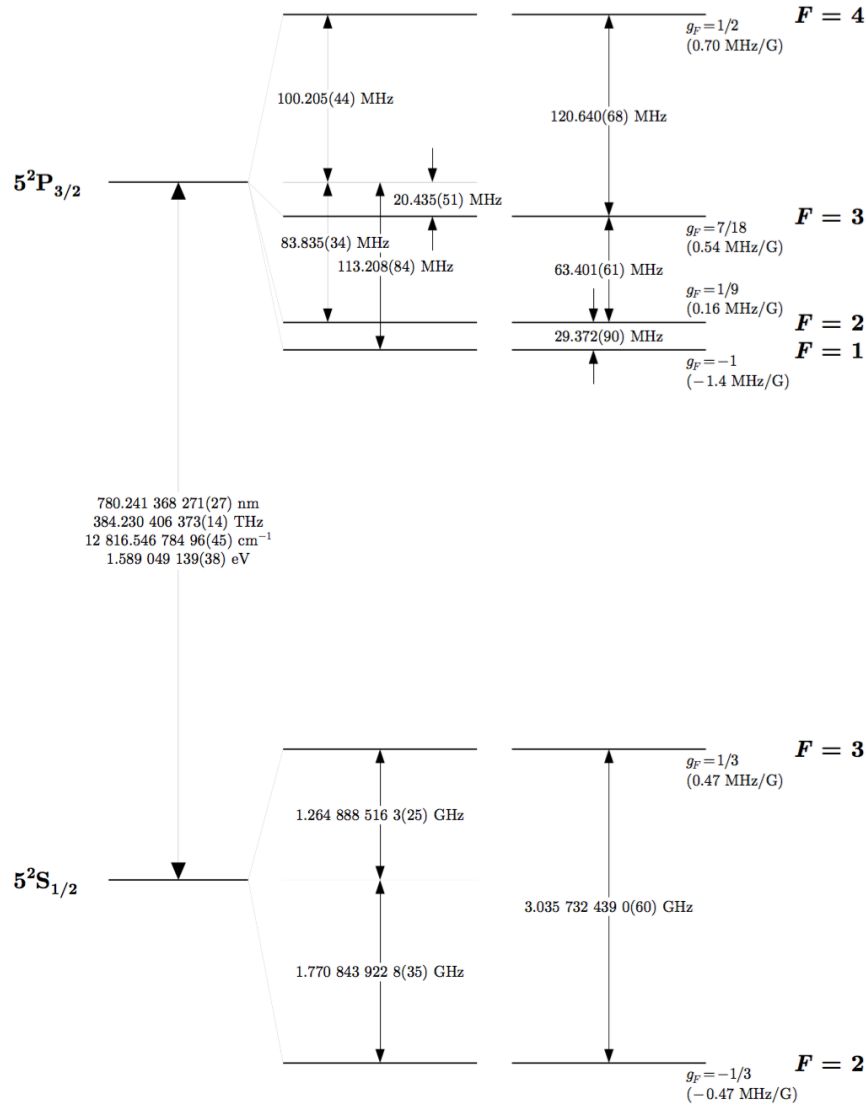 F = 4
g_F = 1/2
(0.70 MHz/G)
100.205(44) MHz
120.640(68) MHz
5²P₃/₂
20.435(51) MHz
F = 3
g_F = 7/18
(0.54 MHz/G)
83.835(34) MHz
113.208(84) MHz
63.401(61) MHz
g_F = 1/9
(0.16 MHz/G)
F = 2
29.372(90) MHz
F = 1
g_F = −1
(−1.4 MHz/G)
780.241 368 271(27) nm
384.230 406 373(14) THz
12 816.546 784 96(45) cm⁻¹
1.589 049 139(38) eV
F = 3
g_F = 1/3
(0.47 MHz/G)
1.264 888 516 3(25) GHz
5²S₁/₂
3.035 732 439 0(60) GHz
1.770 843 922 8(35) GHz
F = 2
g_F = −1/3
(−0.47 MHz/G)